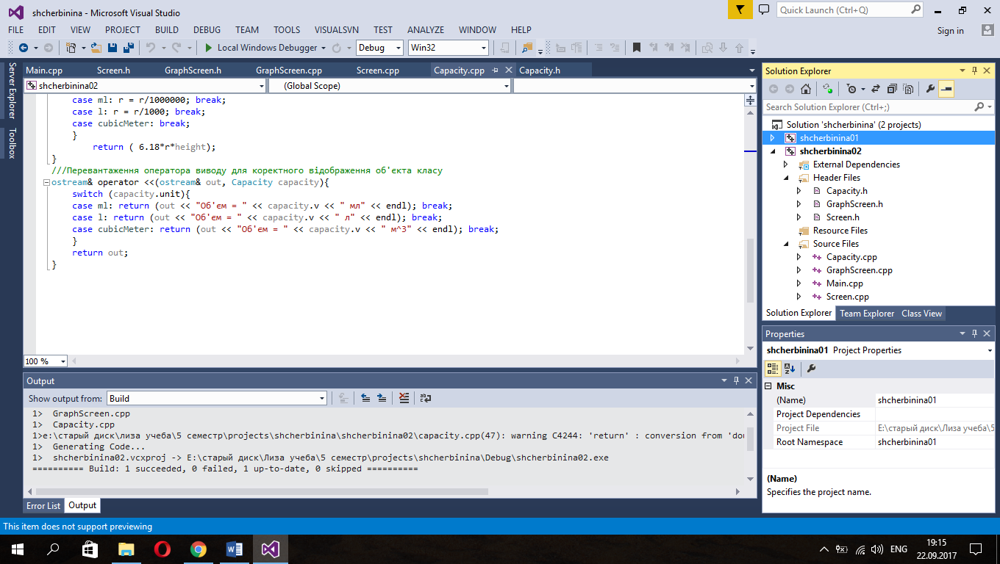 shcherbinina - Microsoft Visual Studio
Quick Launch (Ctrl+Q)
FILE EDIT VIEW PROJECT BUILD DEBUG TEAM TOOLS VISUALSVN TEST ANALYZE WINDOW HELP
Sign in
Local Windows Debugger Debug Win32
Server Explorer
Toolbox
Main.cpp Screen.h GraphScreen.h GraphScreen.cpp Screen.cpp Capacity.cpp Capacity.h
shcherbinina02 (Global Scope)
case ml: r = r/1000000; break;
case l: r = r/1000; break;
case cubicMeter: break;
}
return ( 6.18*r*height);
}
///Перевантаження оператора виводу для коректного відображення об'єкта класу
ostream& operator <<(ostream& out, Capacity capacity){
switch (capacity.unit){
case ml: return (out << "Об'єм = " << capacity.v << " мл" << endl); break;
case l: return (out << "Об'єм = " << capacity.v << " л" << endl); break;
case cubicMeter: return (out << "Об'єм = " << capacity.v << " м^3" << endl); break;
}
return out;
}
100 %
Output
Show output from: Build
1> GraphScreen.cpp
1> Capacity.cpp
1>e:\старый диск\лиза учеба\5 семестр\projects\shcherbinina\shcherbinina02\capacity.cpp(47): warning C4244: 'return' : conversion from 'dou
1> Generating Code...
1> shcherbinina02.vcxproj -> E:\старый диск\Лиза учеба\5 семестр\projects\shcherbinina\Debug\shcherbinina02.exe
========== Build: 1 succeeded, 0 failed, 1 up-to-date, 0 skipped ==========
Error List Output
Solution Explorer
Search Solution Explorer (Ctrl+;)
Solution 'shcherbinina' (2 projects)
shcherbinina01
shcherbinina02
External Dependencies
Header Files
Capacity.h
GraphScreen.h
Screen.h
Resource Files
Source Files
Capacity.cpp
GraphScreen.cpp
Main.cpp
Screen.cpp
Solution Explorer Team Explorer Class View
Properties
shcherbinina01 Project Properties
Misc
(Name) shcherbinina01
Project Dependencies
Project File E:\старый диск\Лиза учеба\5
Root Namespace shcherbinina01
(Name)
Specifies the project name.
This item does not support previewing
ENG
19:15
22.09.2017